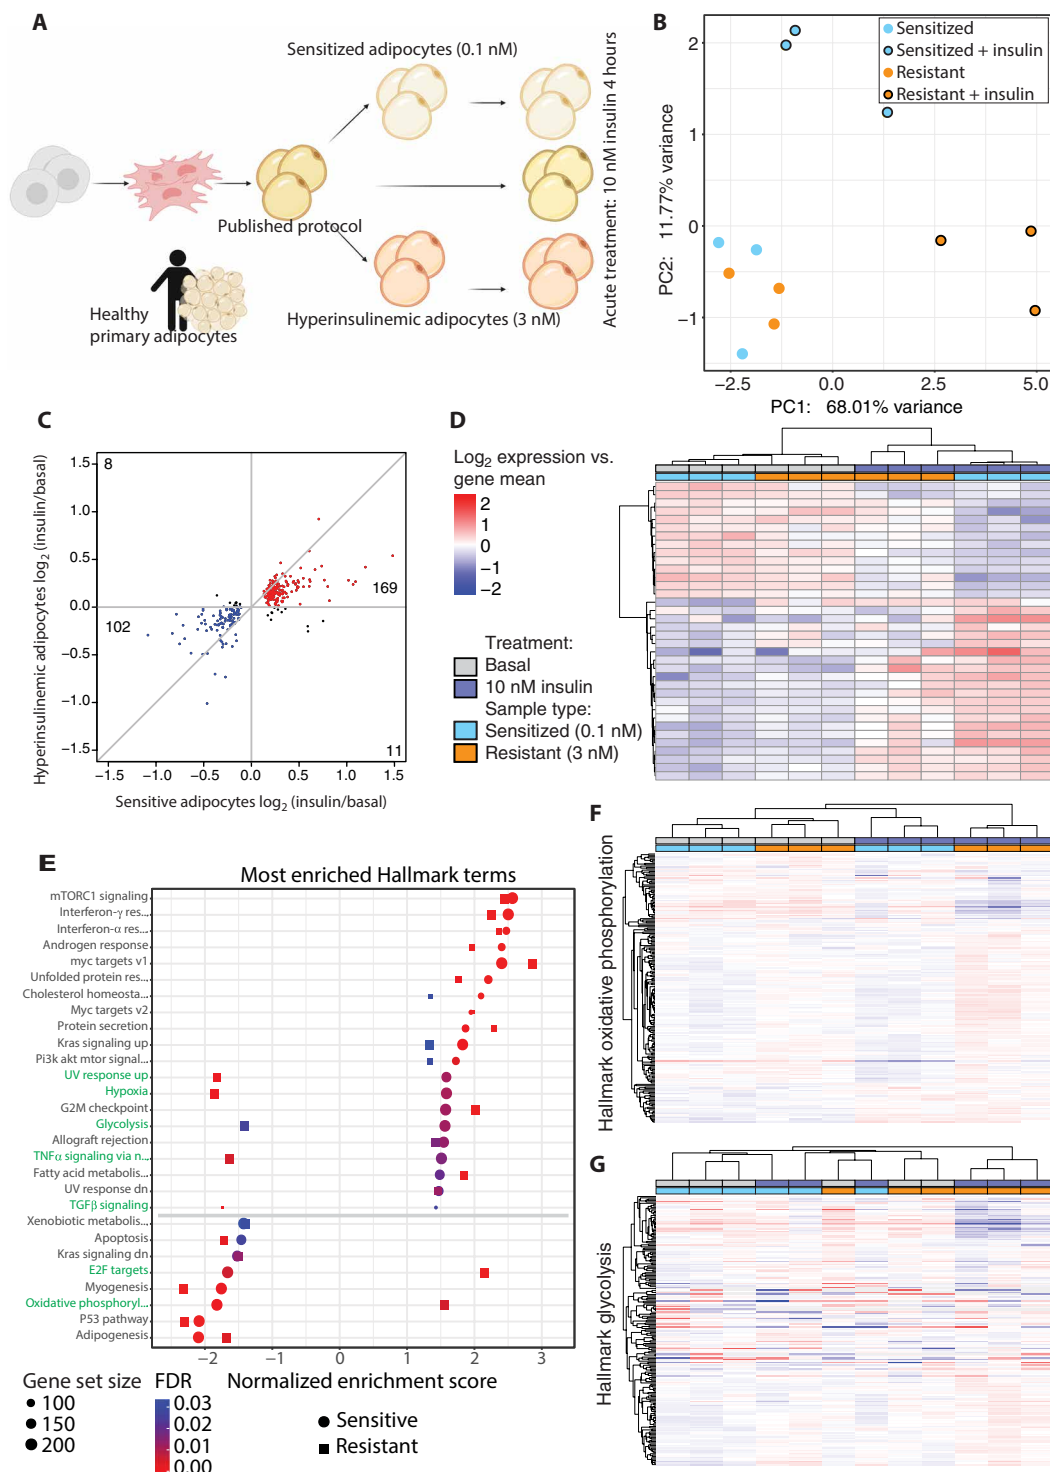 A
Sensitized adipocytes (0.1 nM)
Published protocol
Healthy
primary adipocytes
Hyperinsulinemic adipocytes (3 nM)
Acute treatment: 10 nM insulin 4 hours
B
Sensitized
Sensitized + insulin
Resistant
Resistant + insulin
2
1
0
−1
PC2: 11.77% variance
−2.5
0.0
2.5
5.0
PC1: 68.01% variance
C
8
169
102
11
1.5
1.0
0.5
0.0
−0.5
−1.0
−1.5
Hyperinsulinemic adipocytes log2 (insulin/basal)
−1.5
−1.0
−0.5
0.0
0.5
1.0
1.5
Sensitive adipocytes log2 (insulin/basal)
D
Log2 expression vs.
gene mean
2
1
0
−1
−2
Treatment:
Basal
10 nM insulin
Sample type:
Sensitized (0.1 nM)
Resistant (3 nM)
E
Most enriched Hallmark terms
mTORC1 signaling
Interferon-γ res...
Interferon-α res...
Androgen response
myc targets v1
Unfolded protein res...
Cholesterol homeosta...
Myc targets v2
Protein secretion
Kras signaling up
Pi3k akt mtor signal...
UV response up
Hypoxia
G2M checkpoint
Glycolysis
Allograft rejection
TNFα signaling via n...
Fatty acid metabolis...
UV response dn
TGFβ signaling
Xenobiotic metabolis...
Apoptosis
Kras signaling dn
E2F targets
Myogenesis
Oxidative phosphoryl...
P53 pathway
Adipogenesis
−2
−1
0
1
2
3
Normalized enrichment score
Gene set size
100
150
200
FDR
0.03
0.02
0.01
0.00
Sensitive
Resistant
F
Hallmark oxidative phosphorylation
G
Hallmark glycolysis